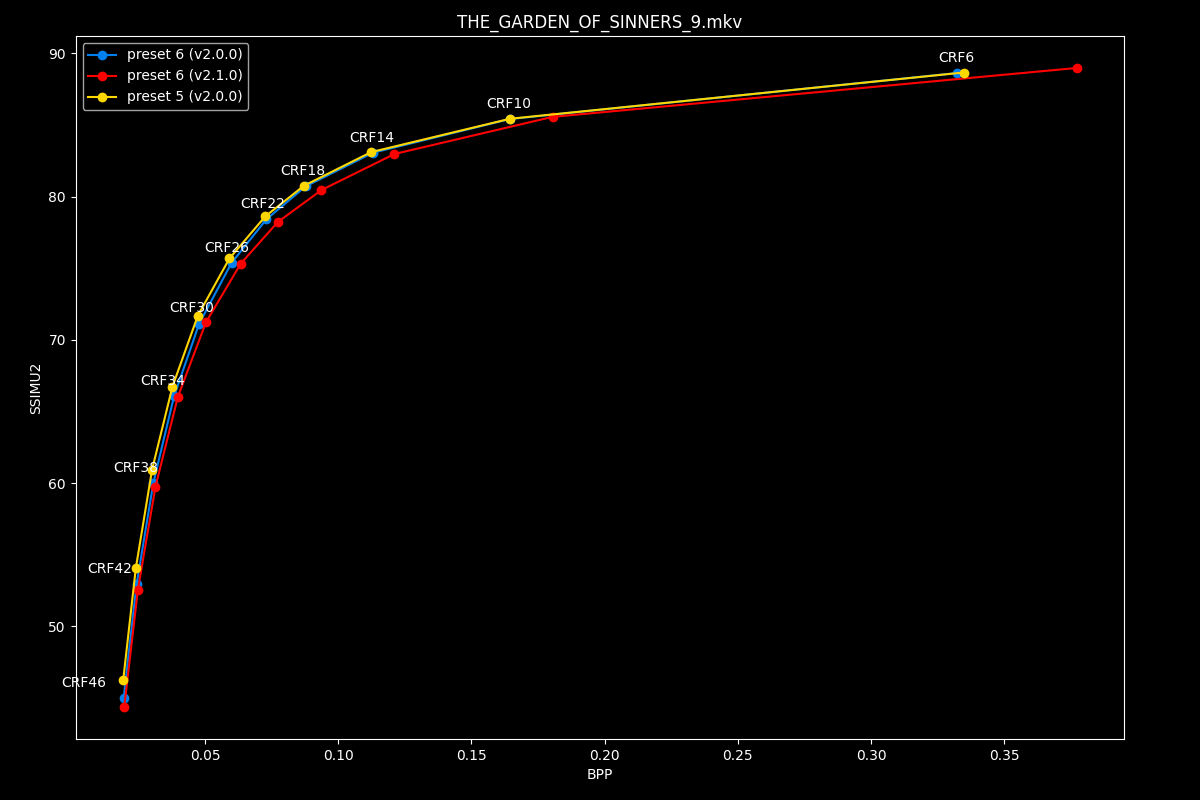 THE_GARDEN_OF_SINNERS_9.mkv
90
80
70
60
50
SSIMU2
preset 6 (v2.0.0)
preset 6 (v2.1.0)
preset 5 (v2.0.0)
CRF6
CRF10
CRF14
CRF18
CRF22
CRF26
CRF30
CRF34
CRF38
CRF42
CRF46
0.05 0.10 0.15 0.20 0.25 0.30 0.35
BPP